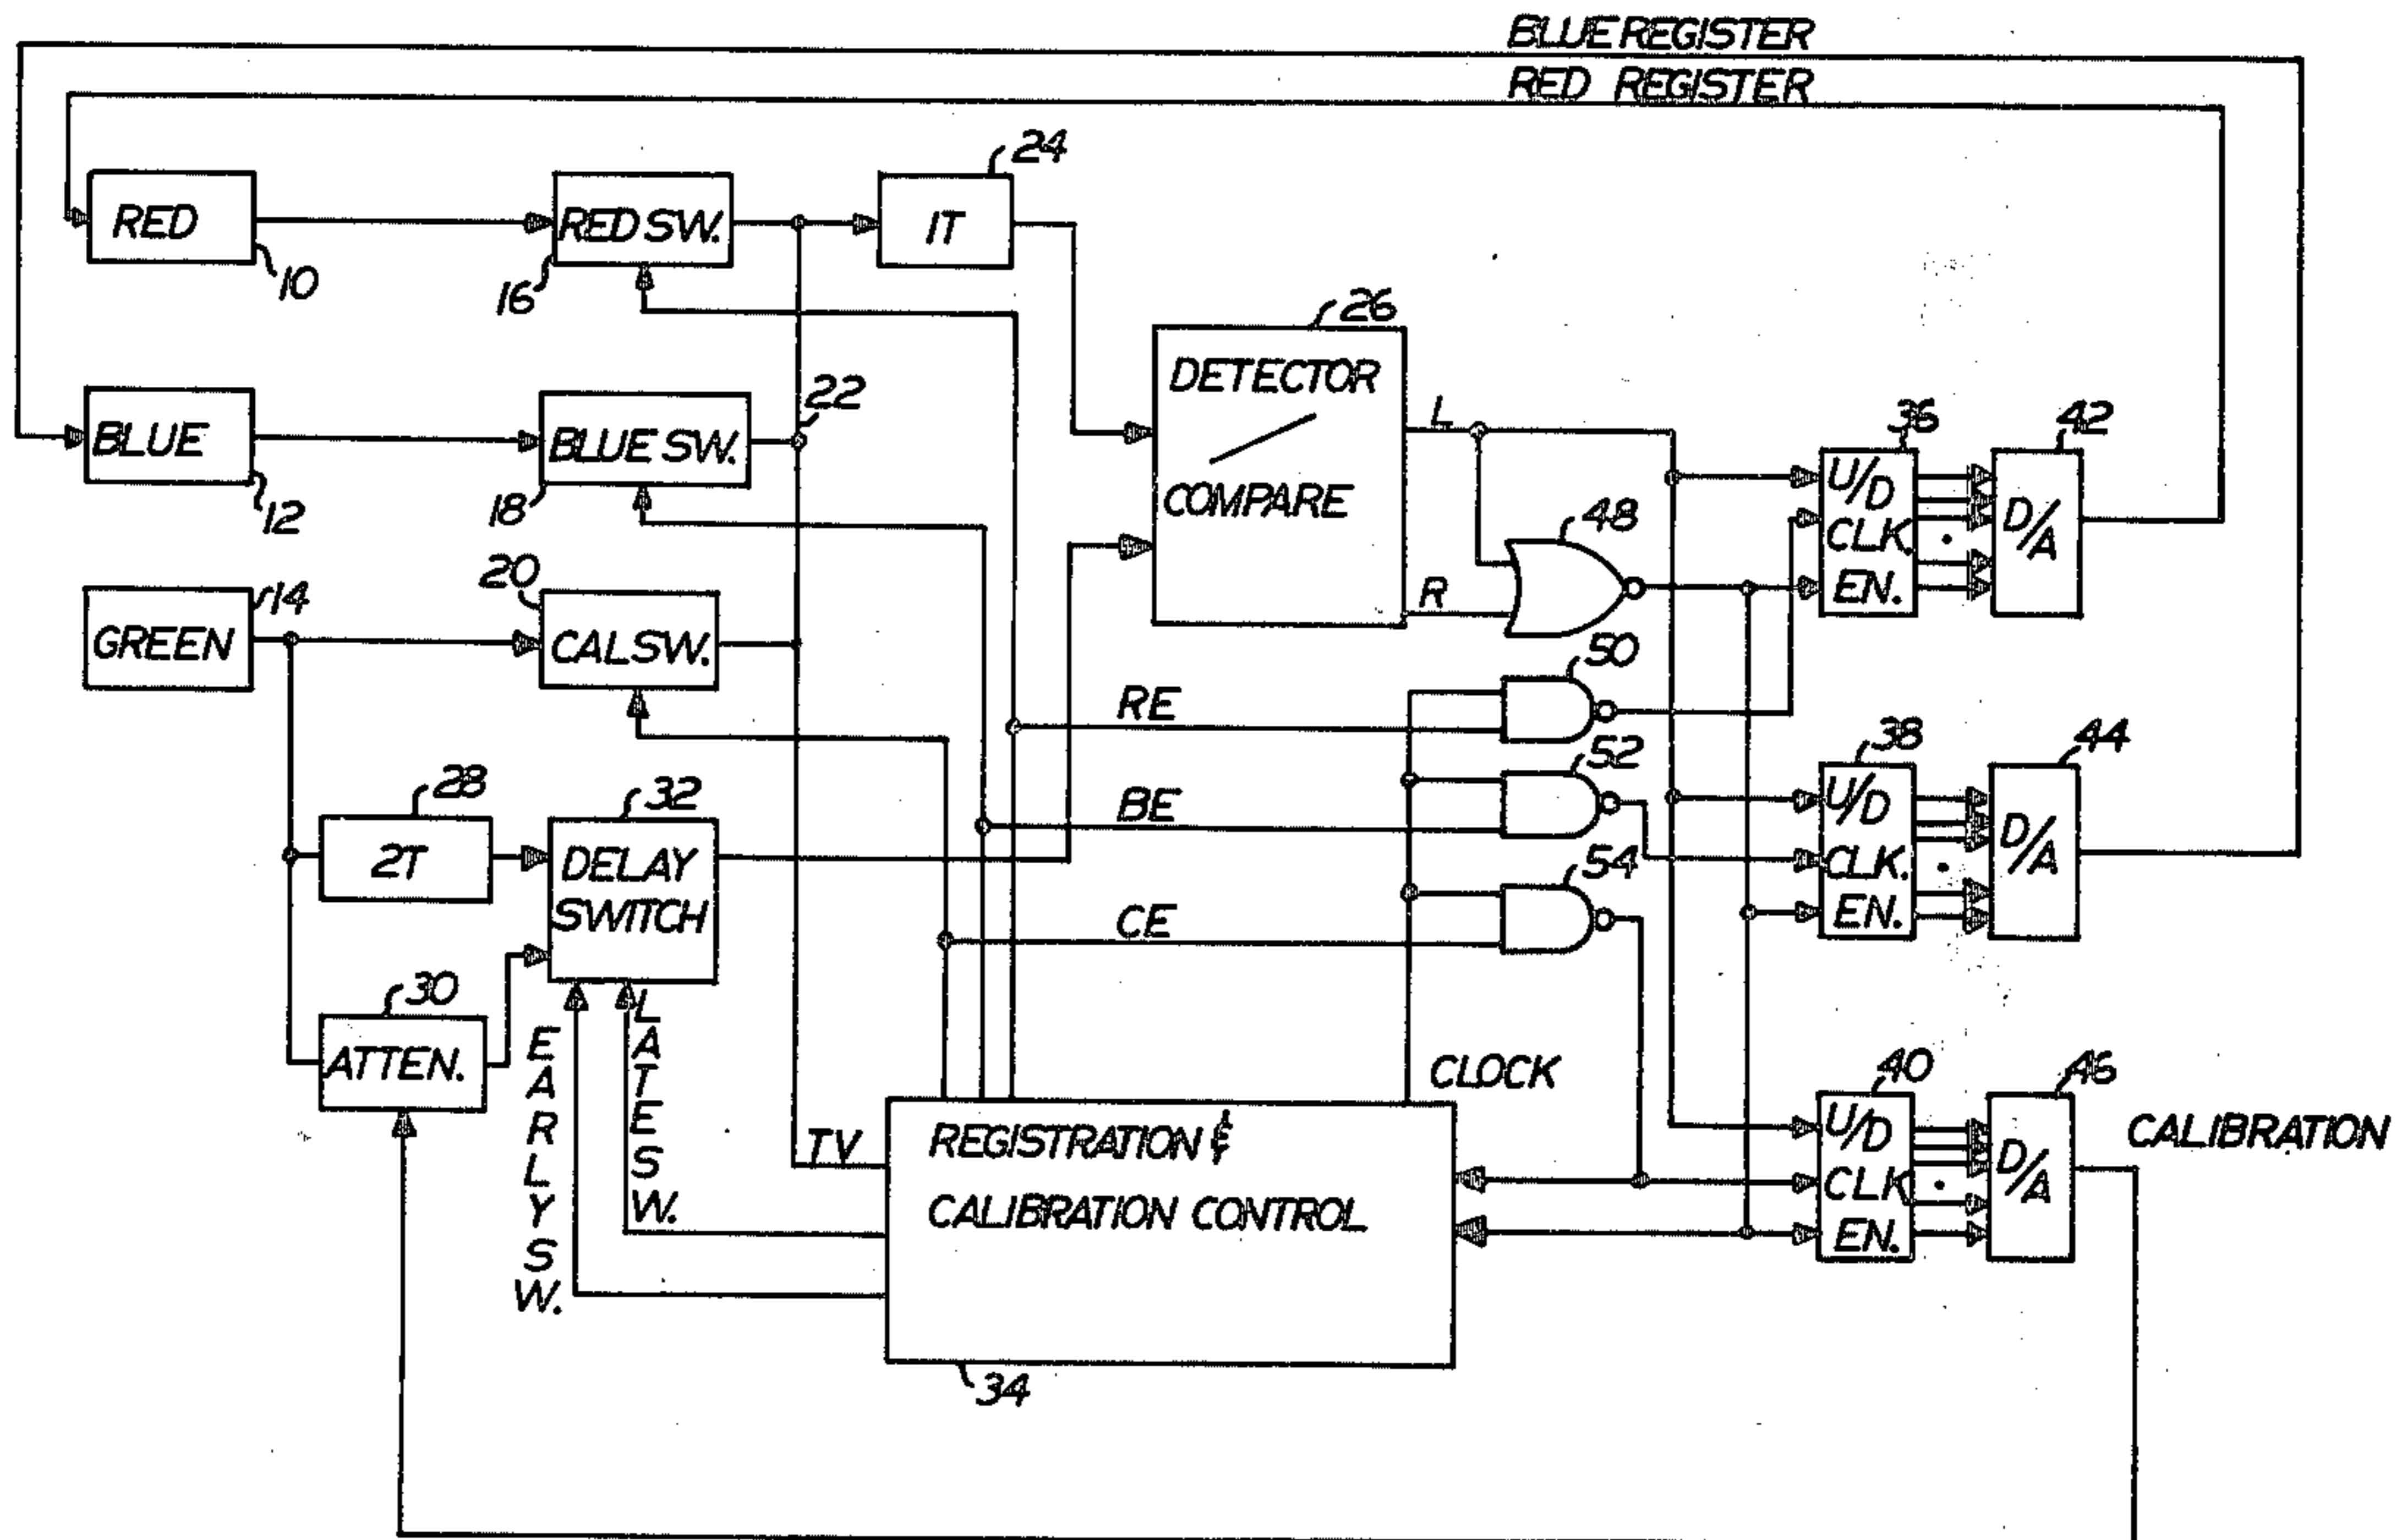 BLUE REGISTER
RED REGISTER
RED
10
RED SW.
16
1T
24
BLUE
12
BLUE SW.
18
22
GREEN
14
CAL SW.
20
DETECTOR
/
COMPARE
26
L
R
48
50
52
54
RE
BE
CE
2T
28
DELAY
SWITCH
32
ATTEN.
30
EARLY SW.
LATE SW.
TV
CLOCK
REGISTRATION &
CALIBRATION CONTROL
34
36
U/D
CLK.
EN.
42
D/A
38
U/D
CLK.
EN.
44
D/A
40
U/D
CLK.
EN.
46
D/A
CALIBRATION